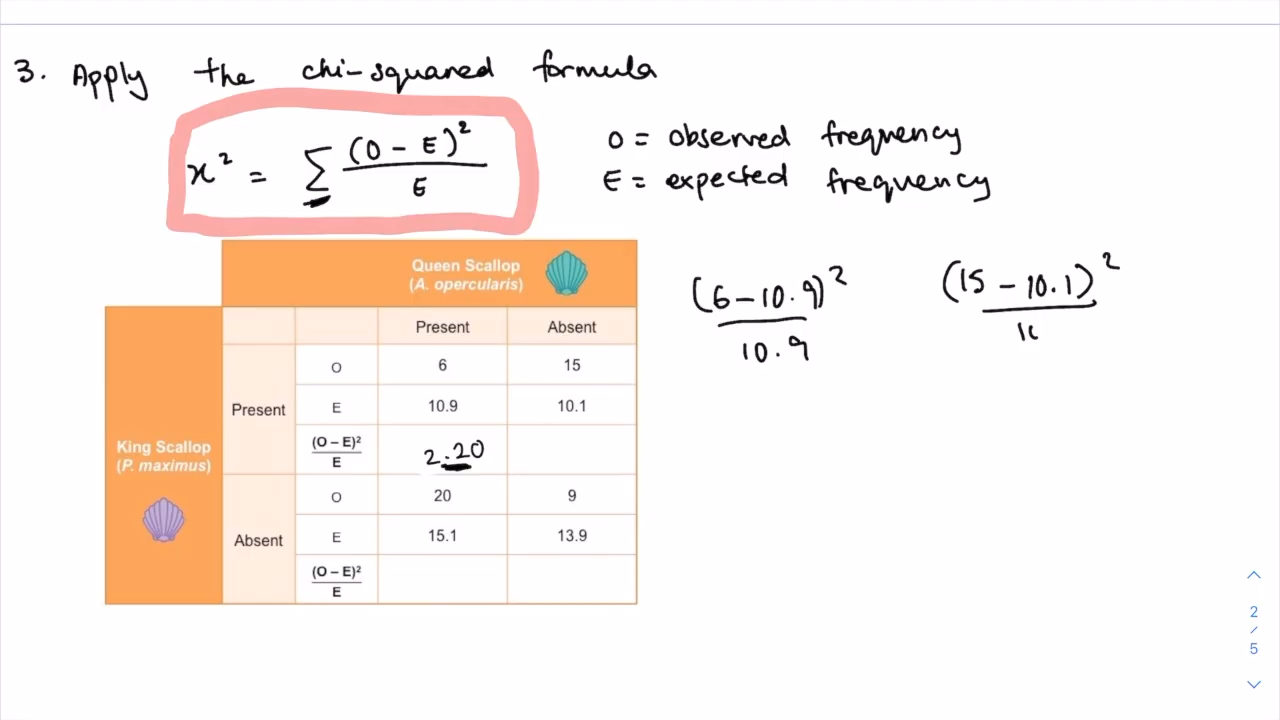 3. Apply the chi-squared formula
x² = Σ (O - E)² / E
O = observed frequency
E = expected frequency
Queen Scallop
(A. opercularis)
Present Absent
King Scallop
(P. maximus)
Present
O 6 15
E 10.9 10.1
(O – E)² / E 2.20
Absent
O 20 9
E 15.1 13.9
(O – E)² / E
(6 - 10.9)² / 10.9
(15 - 10.1)² / 1
2
/
5